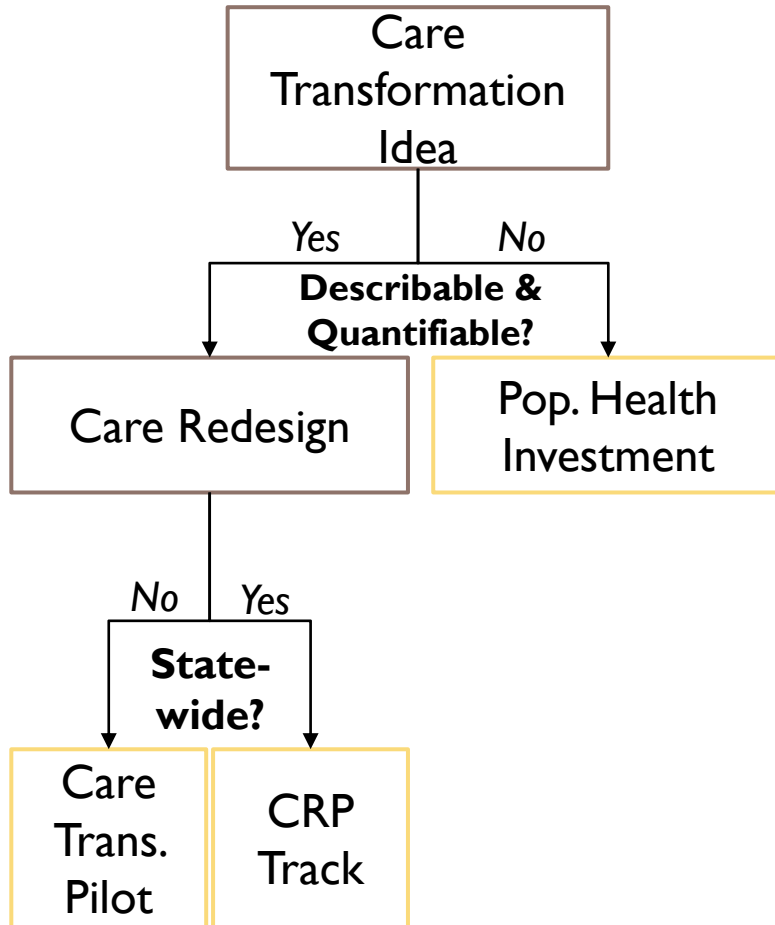 Care
Transformation
Idea
Yes
No
Describable &
Quantifiable?
Care Redesign
Pop. Health
Investment
No
Yes
State-
wide?
Care
Trans.
Pilot
CRP
Track